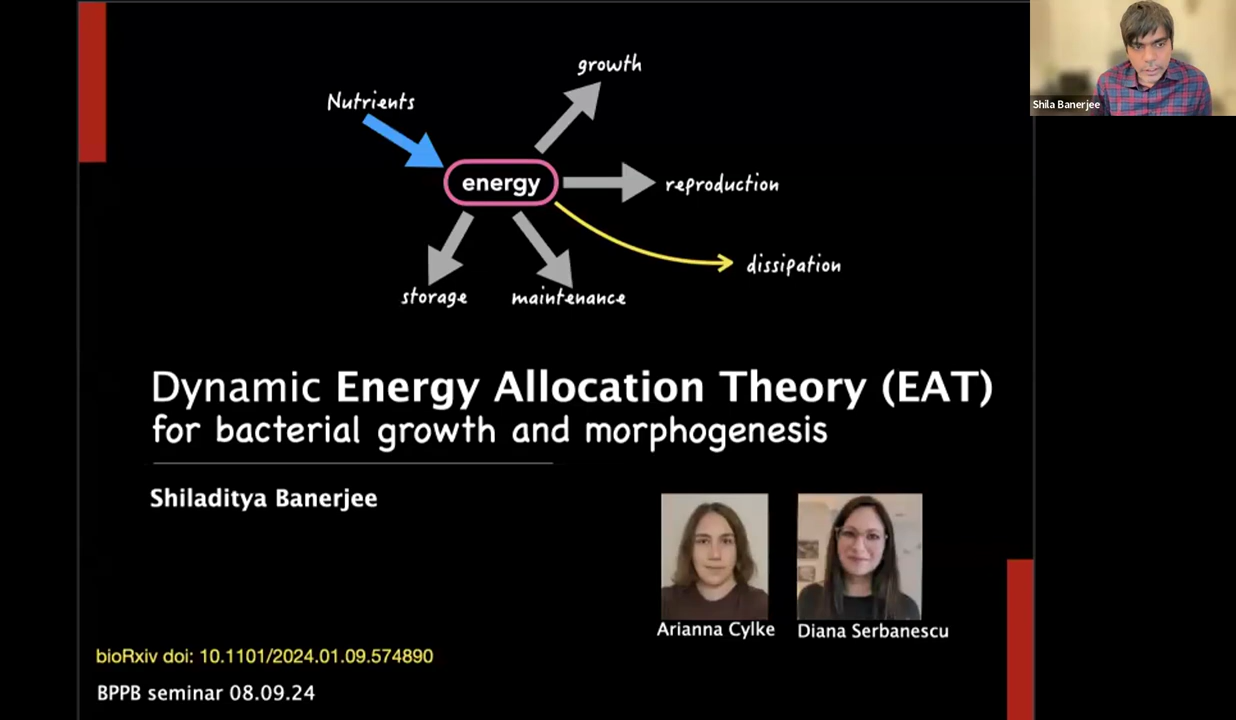 growth
Nutrients
energy
reproduction
dissipation
storage
maintenance
Dynamic Energy Allocation Theory (EAT)
for bacterial growth and morphogenesis
Shiladitya Banerjee
Arianna Cylke
Diana Serbanescu
bioRxiv doi: 10.1101/2024.01.09.574890
BPPB seminar 08.09.24
Shila Banerjee